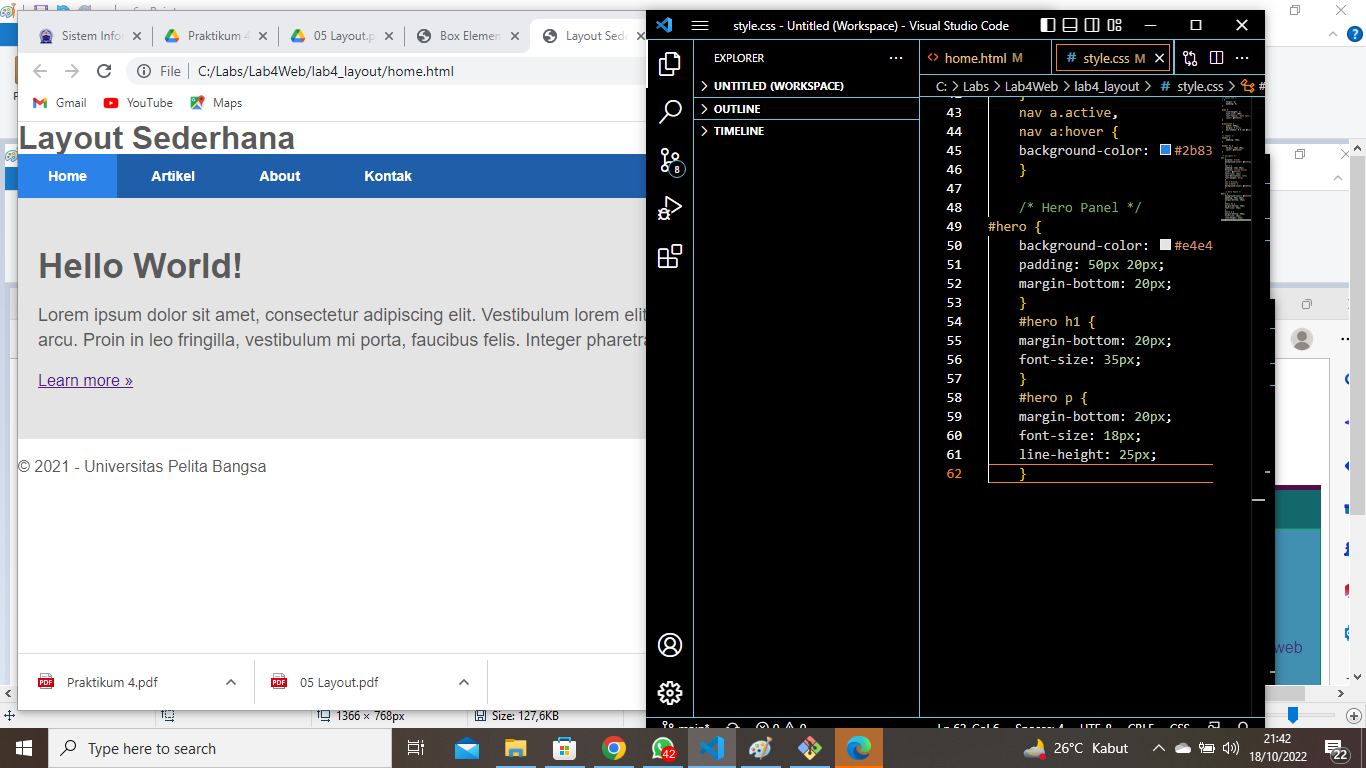 Sistem Infor
Praktikum 4
05 Layout.p
Box Elemen
Layout Sede
File
C:/Labs/Lab4Web/lab4_layout/home.html
Gmail
YouTube
Maps
Layout Sederhana
Home
Artikel
About
Kontak
Hello World!
Lorem ipsum dolor sit amet, consectetur adipiscing elit. Vestibulum lorem elit
arcu. Proin in leo fringilla, vestibulum mi porta, faucibus felis. Integer pharetra
Learn more »
© 2021 - Universitas Pelita Bangsa
Praktikum 4.pdf
05 Layout.pdf
1366 × 768px
Size: 127,6KB
style.css - Untitled (Workspace) - Visual Studio Code
EXPLORER
UNTITLED (WORKSPACE)
OUTLINE
TIMELINE
8
home.html M
# style.css M
C: > Labs > Lab4Web > lab4_layout > # style.css > #
43 nav a.active,
44 nav a:hover {
45 background-color: #2b83
46 }
47
48 /* Hero Panel */
49 #hero {
50 background-color: #e4e4
51 padding: 50px 20px;
52 margin-bottom: 20px;
53 }
54 #hero h1 {
55 margin-bottom: 20px;
56 font-size: 35px;
57 }
58 #hero p {
59 margin-bottom: 20px;
60 font-size: 18px;
61 line-height: 25px;
62 }
web
Type here to search
42
26°C Kabut
21:42
18/10/2022
22